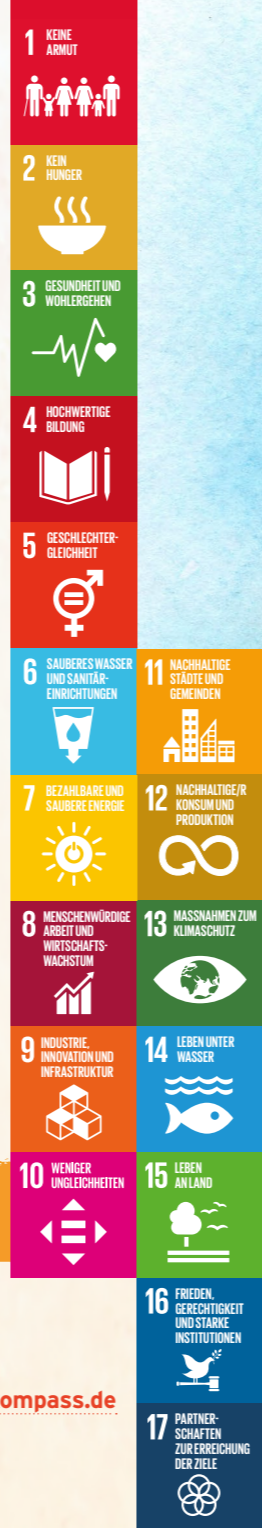 1 KEINE
ARMUT
2 KEIN
HUNGER
3 GESUNDHEIT UND
WOHLERGEHEN
4 HOCHWERTIGE
BILDUNG
5 GESCHLECHTER-
GLEICHHEIT
6 SAUBERES WASSER
UND SANITÄR-
EINRICHTUNGEN
7 BEZAHLBARE UND
SAUBERE ENERGIE
8 MENSCHENWÜRDIGE
ARBEIT UND
WIRTSCHAFTS-
WACHSTUM
9 INDUSTRIE,
INNOVATION UND
INFRASTRUKTUR
10 WENIGER
UNGLEICHHEITEN
11 NACHHALTIGE
STÄDTE UND
GEMEINDEN
12 NACHHALTIGE/R
KONSUM UND
PRODUKTION
13 MASSNAHMEN ZUM
KLIMASCHUTZ
14 LEBEN UNTER
WASSER
15 LEBEN
AN LAND
16 FRIEDEN,
GERECHTIGKEIT
UND STARKE
INSTITUTIONEN
17 PARTNER-
SCHAFTEN
ZUR ERREICHUNG
DER ZIELE
ompass.de